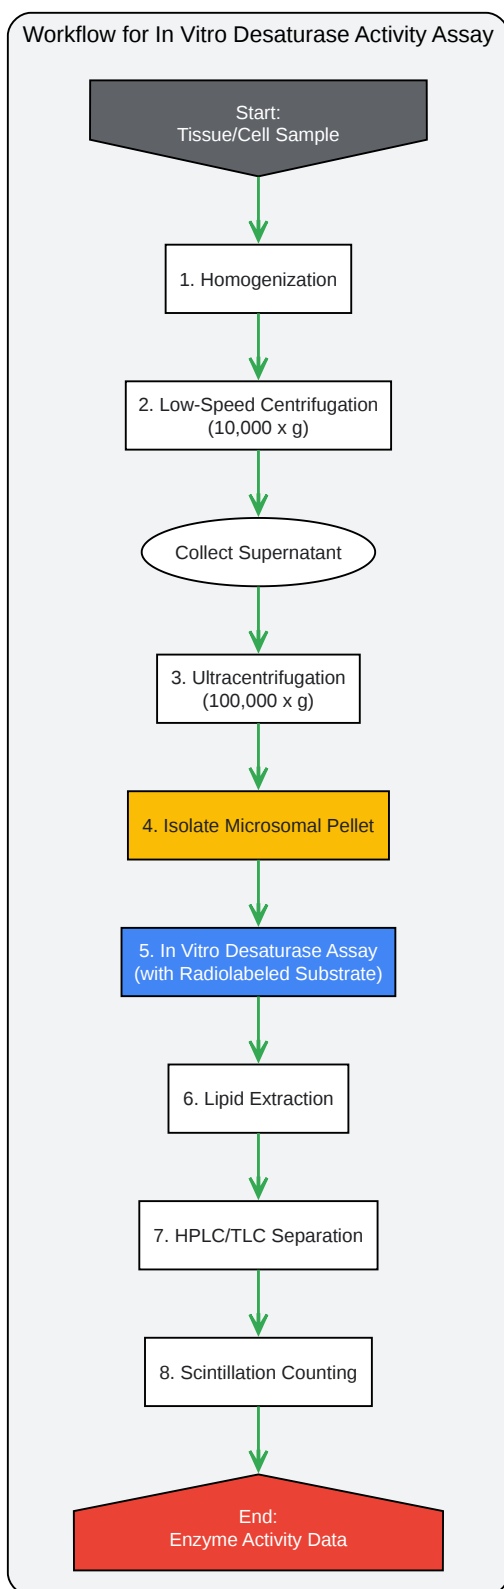 Workflow for In Vitro Desaturase Activity Assay
Start:
Tissue/Cell Sample
1. Homogenization
2. Low-Speed Centrifugation
(10,000 x g)
Collect Supernatant
3. Ultracentrifugation
(100,000 x g)
4. Isolate Microsomal Pellet
5. In Vitro Desaturase Assay
(with Radiolabeled Substrate)
6. Lipid Extraction
7. HPLC/TLC Separation
8. Scintillation Counting
End:
Enzyme Activity Data